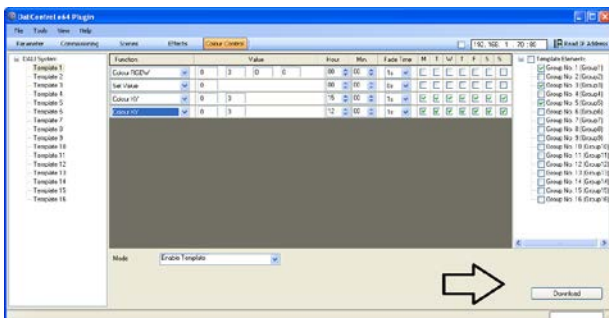 DaliControl e64 Plugin
File Tools View Help
Parameter Commissioning Scenes Effects Colour Control 192.168. 1 . 70 :80 Read IP Address
DALI System
Template 1
Template 2
Template 3
Template 4
Template 5
Template 6
Template 7
Template 8
Template 9
Template 10
Template 11
Template 12
Template 13
Template 14
Template 15
Template 16
Function Value Hour Min Fade Time M T W T F S S
Colour RGBW 0 0 0 0 00 00 1s
Set Value 0 00 00 0s
Colour XY 0 0 15 00 1s
Colour XY 0 0 12 00 1s
Mode Enable Template
Template Elements
Group No. 1 (Group1)
Group No. 2 (Group2)
Group No. 3 (Group3)
Group No. 4 (Group4)
Group No. 5 (Group5)
Group No. 6 (Group6)
Group No. 7 (Group7)
Group No. 8 (Group8)
Group No. 9 (Group9)
Group No. 10 (Group10)
Group No. 11 (Group11)
Group No. 12 (Group12)
Group No. 13 (Group13)
Group No. 14 (Group14)
Group No. 15 (Group15)
Group No. 16 (Group16)
Download